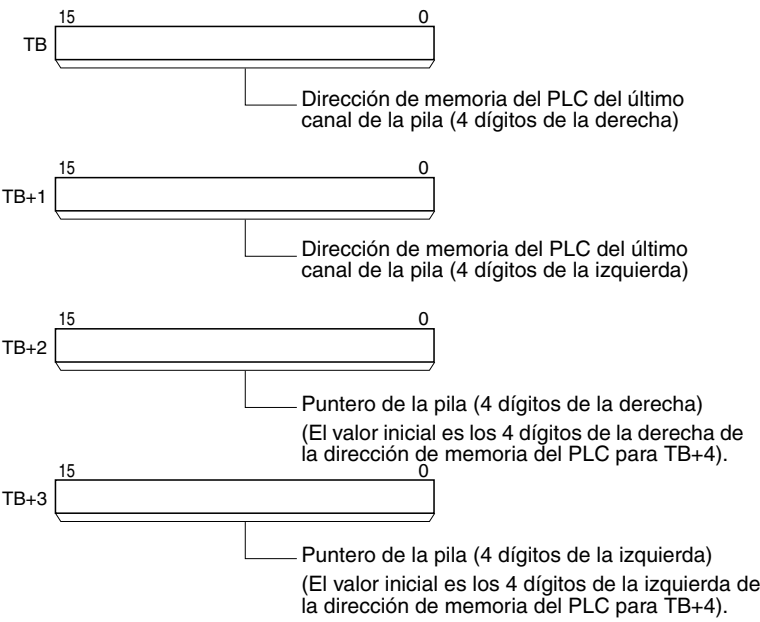 15 0
TB
Dirección de memoria del PLC del último
canal de la pila (4 dígitos de la derecha)
15 0
TB+1
Dirección de memoria del PLC del último
canal de la pila (4 dígitos de la izquierda)
15 0
TB+2
Puntero de la pila (4 dígitos de la derecha)
(El valor inicial es los 4 dígitos de la derecha de
la dirección de memoria del PLC para TB+4).
15 0
TB+3
Puntero de la pila (4 dígitos de la izquierda)
(El valor inicial es los 4 dígitos de la izquierda de
la dirección de memoria del PLC para TB+4).